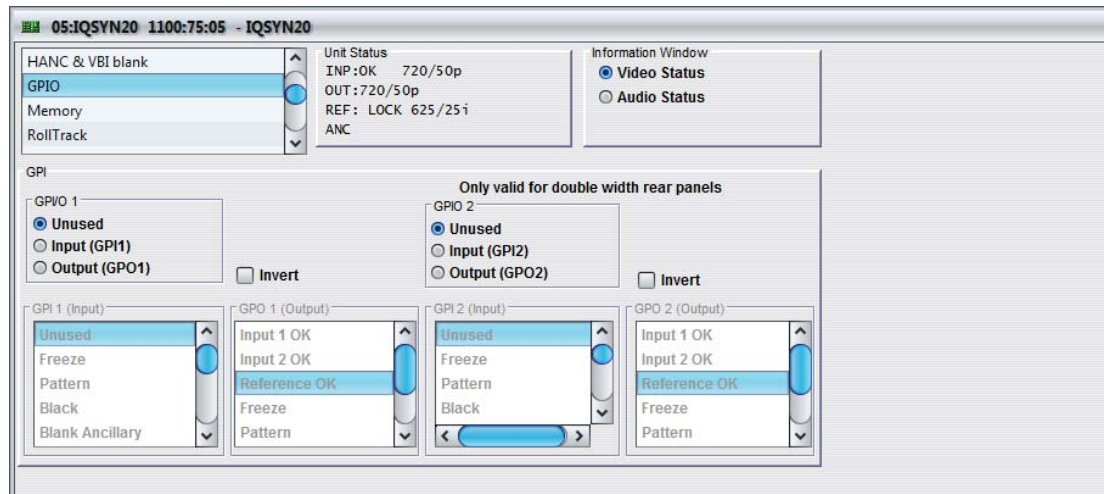 05:IQSYN20 1100:75:05 - IQSYN20
HANC & VBI blank
GPIO
Memory
RollTrack
Unit Status
INP:OK 720/50p
OUT:720/50p
REF: LOCK 625/25i
ANC
Information Window
Video Status
Audio Status
GPI
Only valid for double width rear panels
GPI/O 1
Unused
Input (GPI1)
Output (GPO1)
Invert
GPIO 2
Unused
Input (GPI2)
Output (GPO2)
Invert
GPI 1 (Input)
Unused
Freeze
Pattern
Black
Blank Ancillary
GPO 1 (Output)
Input 1 OK
Input 2 OK
Reference OK
Freeze
Pattern
GPI 2 (Input)
Unused
Freeze
Pattern
Black
GPO 2 (Output)
Input 1 OK
Input 2 OK
Reference OK
Freeze
Pattern